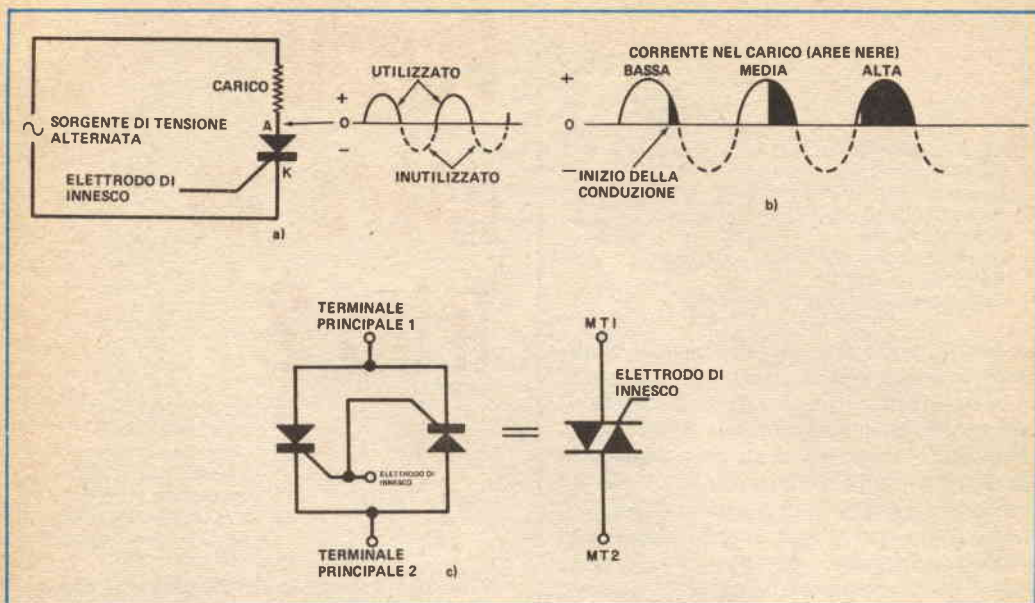 CARICO
SORGENTE DI TENSIONE
ALTERNATA
A
K
ELETTRODO DI
INNESCO
a)
UTILIZZATO
+
0
−
INUTILIZZATO
CORRENTE NEL CARICO (AREE NERE)
BASSA MEDIA ALTA
+
0
−
INIZIO DELLA
CONDUZIONE
b)
TERMINALE
PRINCIPALE 1
ELETTRODO DI
INNESCO
TERMINALE
PRINCIPALE 2
c)
=
MT1
ELETTRODO DI
INNESCO
MT2